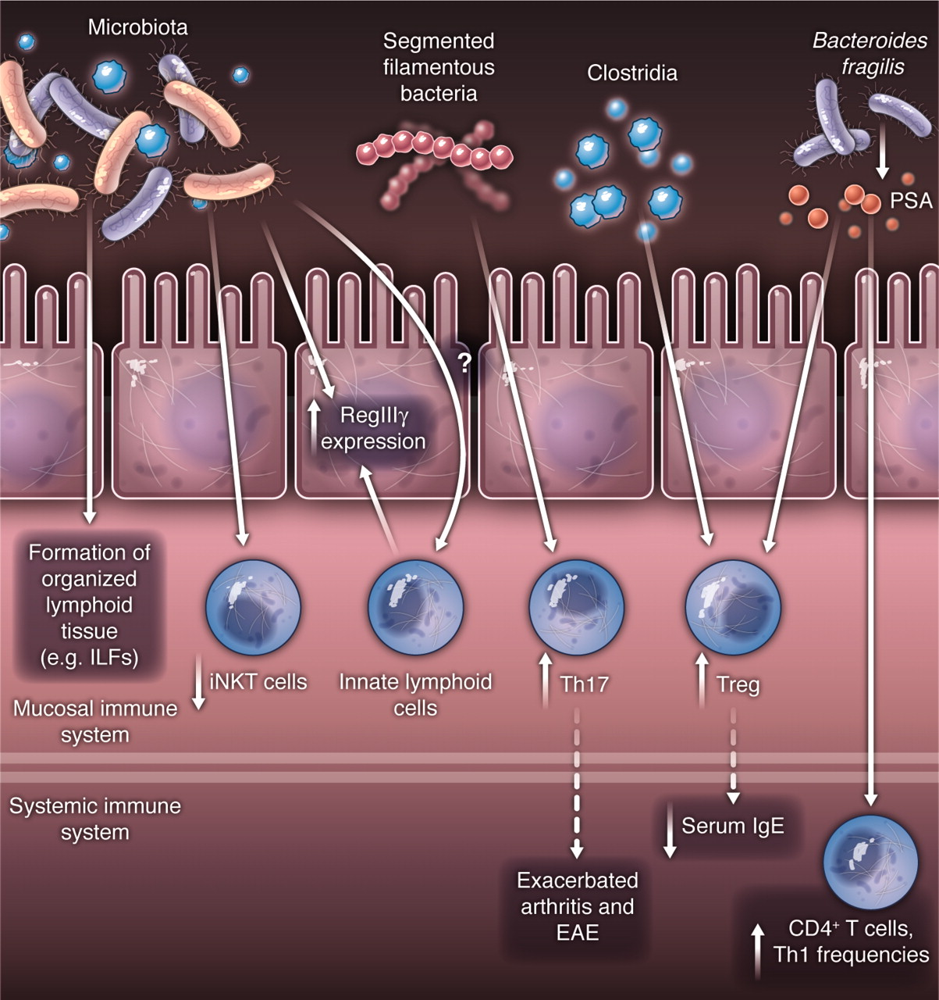 Microbiota
Segmented
filamentous
bacteria
Clostridia
Bacteroides
fragilis
PSA
?
RegIIIγ
expression
Formation of
organized
lymphoid
tissue
(e.g. ILFs)
iNKT cells
Innate lymphoid
cells
Th17
Treg
Mucosal immune
system
Systemic immune
system
Serum IgE
Exacerbated
arthritis and
EAE
CD4⁺ T cells,
Th1 frequencies